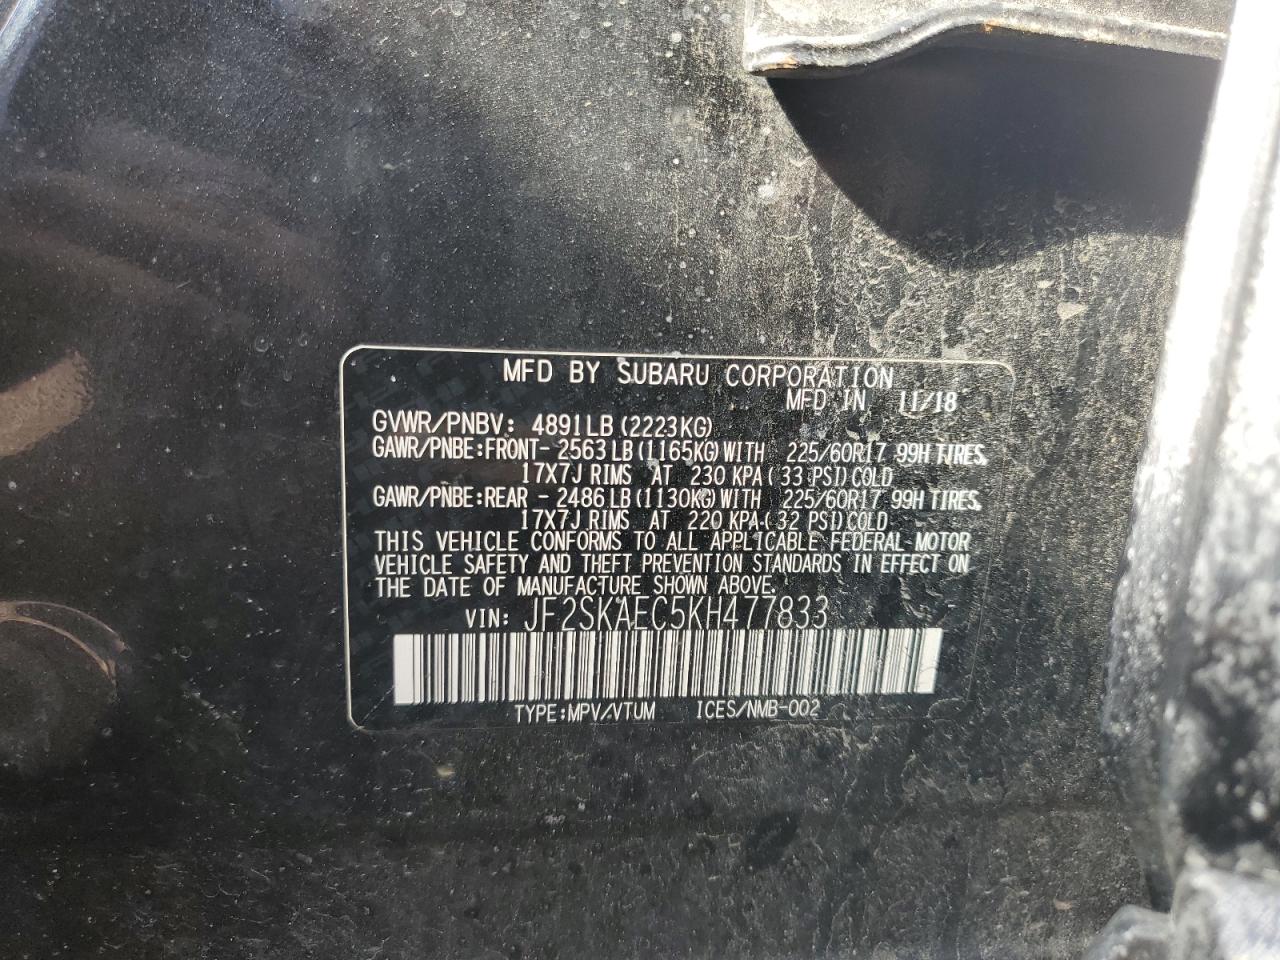 MFD BY SUBARU CORPORATION
MFD IN 11/18
GVWR/PNBV: 4891LB (2223KG)
GAWR/PNBE:FRONT- 2563 LB (1165KG) WITH 225/60R17 99H TIRES,
17X7J RIMS AT 230 KPA ( 33 PSI) COLD
GAWR/PNBE:REAR - 2486 LB (1130KG) WITH 225/60R17 99H TIRES,
17X7J RIMS AT 220 KPA ( 32 PSI) COLD
THIS VEHICLE CONFORMS TO ALL APPLICABLE FEDERAL MOTOR
VEHICLE SAFETY AND THEFT PREVENTION STANDARDS IN EFFECT ON
THE DATE OF MANUFACTURE SHOWN ABOVE.
VIN: JF2SKAEC5KH477833
TYPE:MPV/VTUM ICES/NMB-002